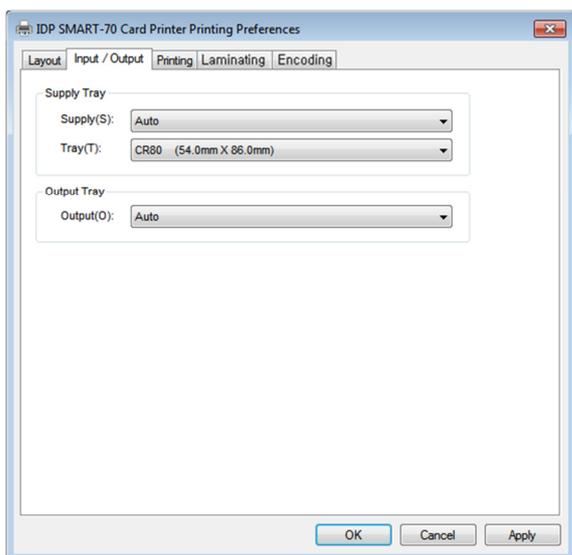 IDP SMART-70 Card Printer Printing Preferences
Layout Input / Output Printing Laminating Encoding
Supply Tray
Supply(S): Auto
Tray(T): CR80 (54.0mm X 86.0mm)
Output Tray
Output(O): Auto
OK Cancel Apply